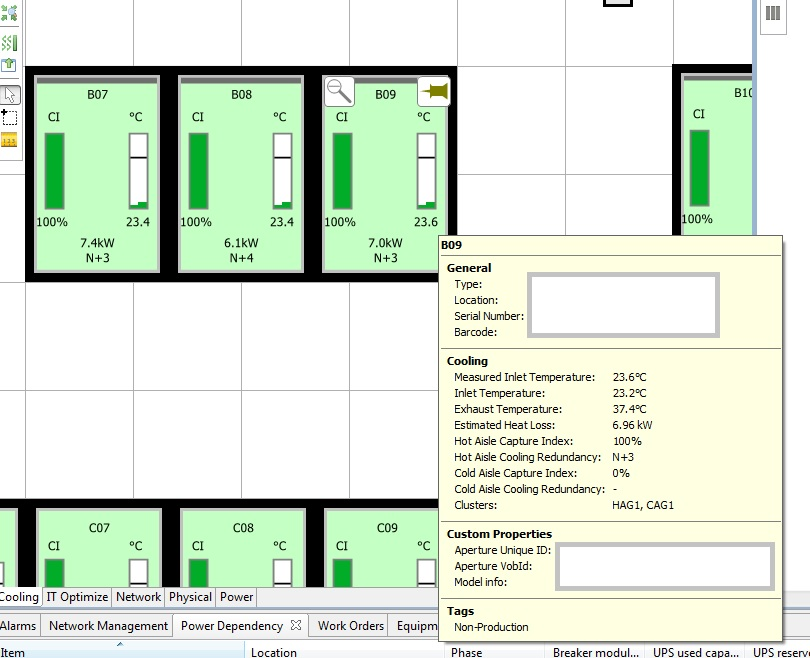 B07
CI °C
100% 23.4
7.4kW
N+3
B08
CI °C
100% 23.4
6.1kW
N+4
B09
CI °C
100% 23.6
7.0kW
N+3
CI
100%
B09
General
Type:
Location:
Serial Number:
Barcode:
Cooling
Measured Inlet Temperature: 23.6°C
Inlet Temperature: 23.2°C
Exhaust Temperature: 37.4°C
Estimated Heat Loss: 6.96 kW
Hot Aisle Capture Index: 100%
Hot Aisle Cooling Redundancy: N+3
Cold Aisle Capture Index: 0%
Cold Aisle Cooling Redundancy: -
Clusters: HAG1, CAG1
Custom Properties
Aperture Unique ID:
Aperture VobId:
Model info:
Tags
Non-Production
C07
CI °C
C08
CI °C
C09
CI °C
Cooling IT Optimize Network Physical Power
Alarms Network Management Power Dependency Work Orders Equipm
Item Location Phase Breaker modul... UPS used capa... UPS reserv